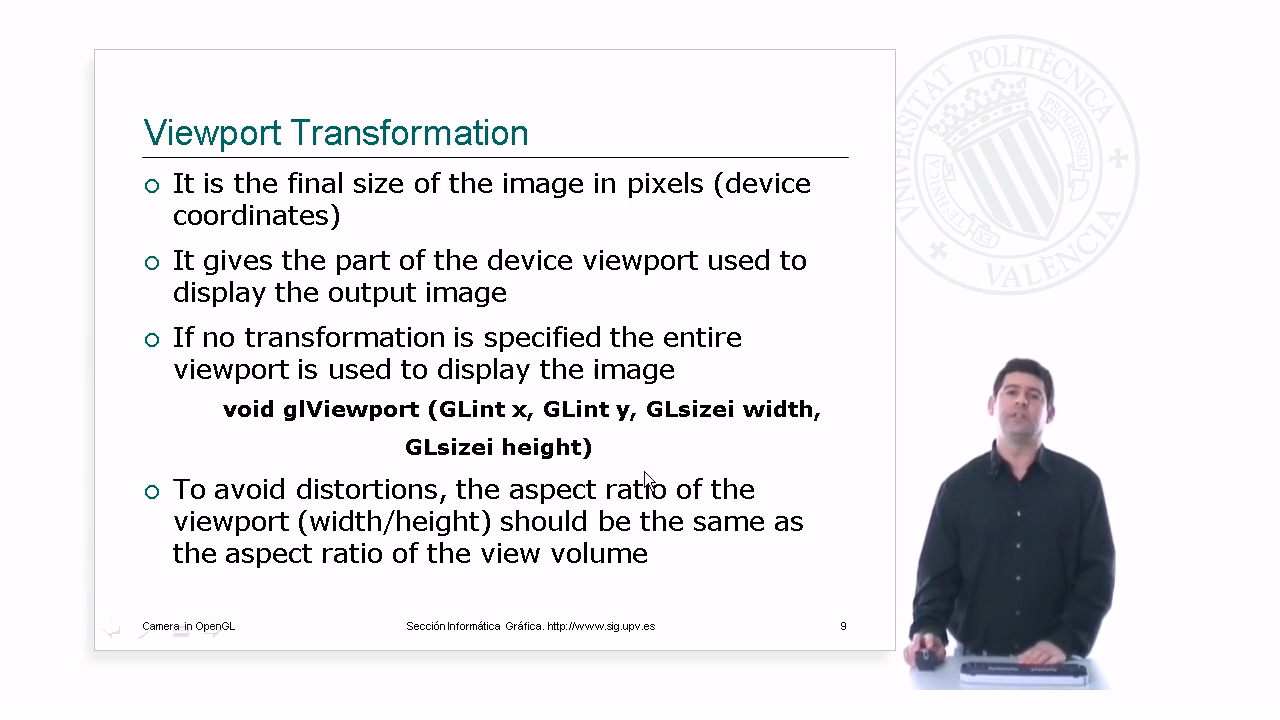 Viewport Transformation
It is the final size of the image in pixels (device
coordinates)
It gives the part of the device viewport used to
display the output image
If no transformation is specified the entire
viewport is used to display the image
void glViewport (GLint x, GLint y, GLsizei width,
GLsizei height)
To avoid distortions, the aspect ratio of the
viewport (width/height) should be the same as
the aspect ratio of the view volume
Camera in OpenGL
Sección Informática Gráfica. http://www.sig.upv.es
9
UNIVERSITAT POLITÈCNICA
VALÈNCIA